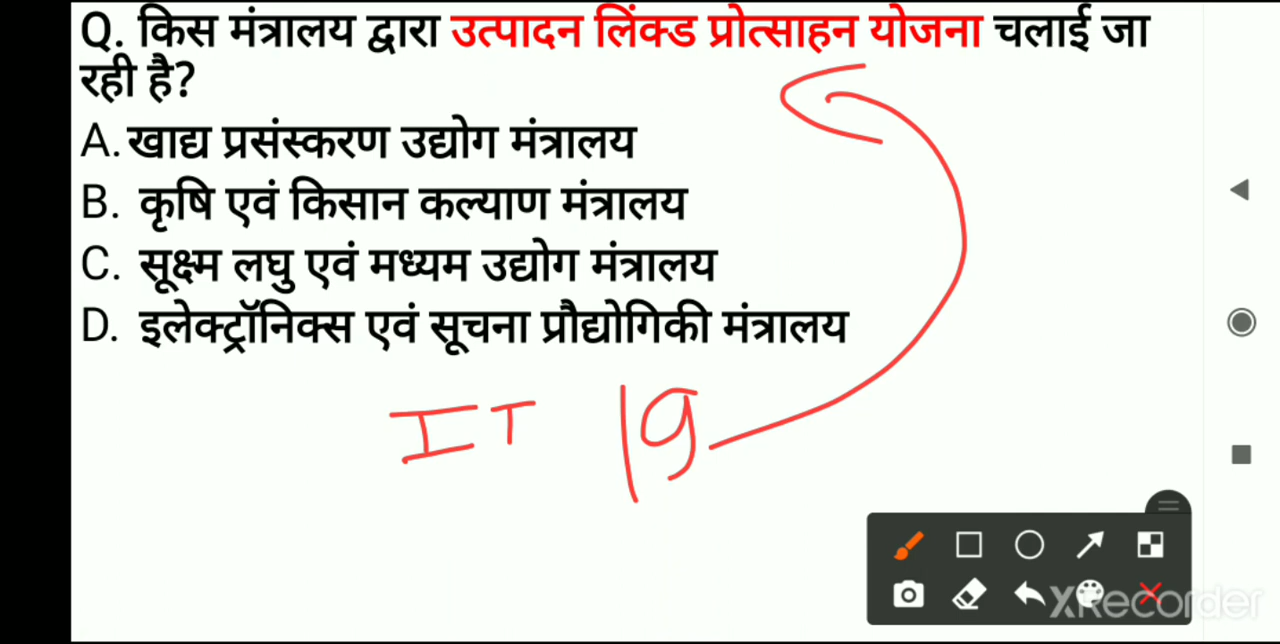 Q. किस मंत्रालय द्वारा उत्पादन लिंक्ड प्रोत्साहन योजना चलाई जा
रही है?
A. खाद्य प्रसंस्करण उद्योग मंत्रालय
B. कृषि एवं किसान कल्याण मंत्रालय
C. सूक्ष्म लघु एवं मध्यम उद्योग मंत्रालय
D. इलेक्ट्रॉनिक्स एवं सूचना प्रौद्योगिकी मंत्रालय
IT 19
XRecorder